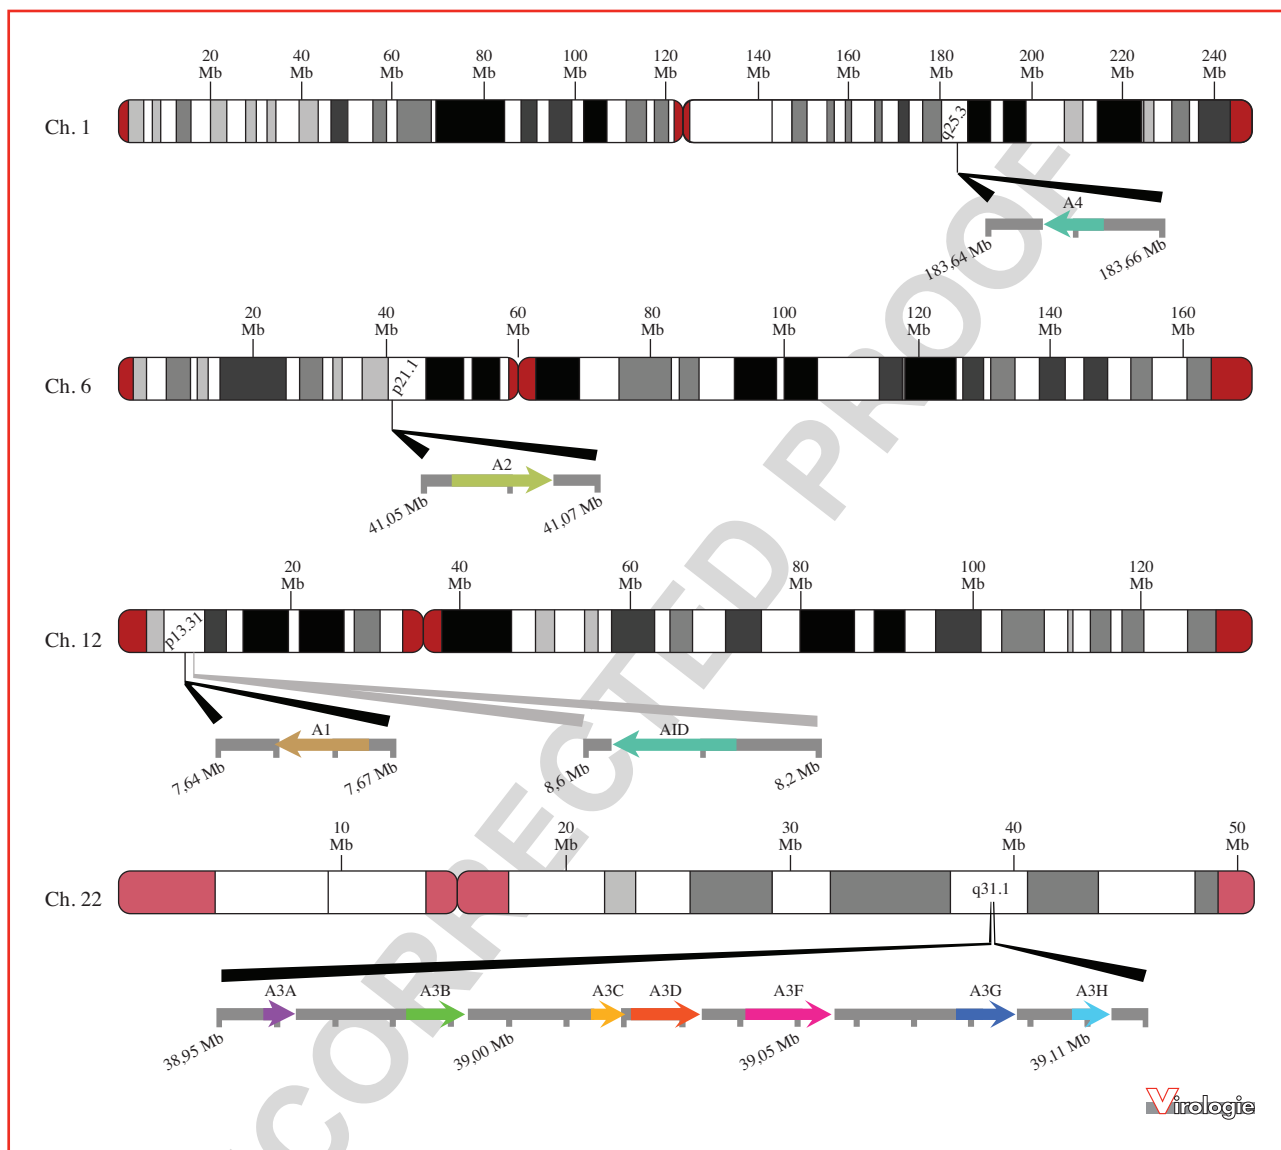 20 40 60 80 100 120 140 160 180 200 220 240
Mb Mb Mb Mb Mb Mb Mb Mb Mb Mb Mb Mb
Ch. 1
q25.3
A4
183,64 Mb 183,66 Mb
20 40 60 80 100 120 140 160
Mb Mb Mb Mb Mb Mb Mb Mb
Ch. 6
p21.1
A2
41,05 Mb 41,07 Mb
20 40 60 80 100 120
Mb Mb Mb Mb Mb Mb
Ch. 12
p13.31
A1 AID
7,64 Mb 7,67 Mb 8,6 Mb 8,2 Mb
10 20 30 40 50
Mb Mb Mb Mb Mb
Ch. 22
q31.1
A3A A3B A3C A3D A3F A3G A3H
38,95 Mb 39,00 Mb 39,05 Mb 39,11 Mb
Virologie
CORRECTED PROOF